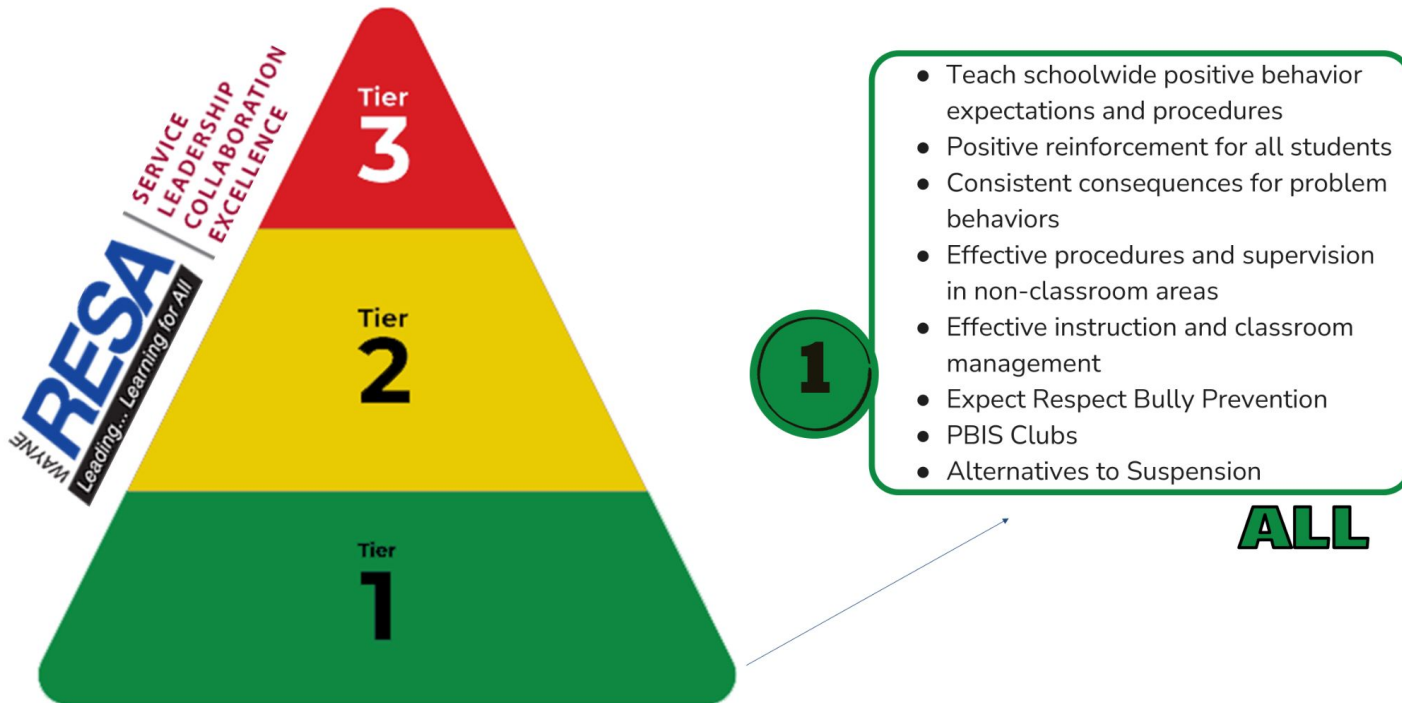 Tier
3
Tier
2
Tier
1
WAYNE
RESA
Leading... Learning for All
SERVICE
LEADERSHIP
COLLABORATION
EXCELLENCE
1
● Teach schoolwide positive behavior
expectations and procedures
● Positive reinforcement for all students
● Consistent consequences for problem
behaviors
● Effective procedures and supervision
in non-classroom areas
● Effective instruction and classroom
management
● Expect Respect Bully Prevention
● PBIS Clubs
● Alternatives to Suspension
ALL